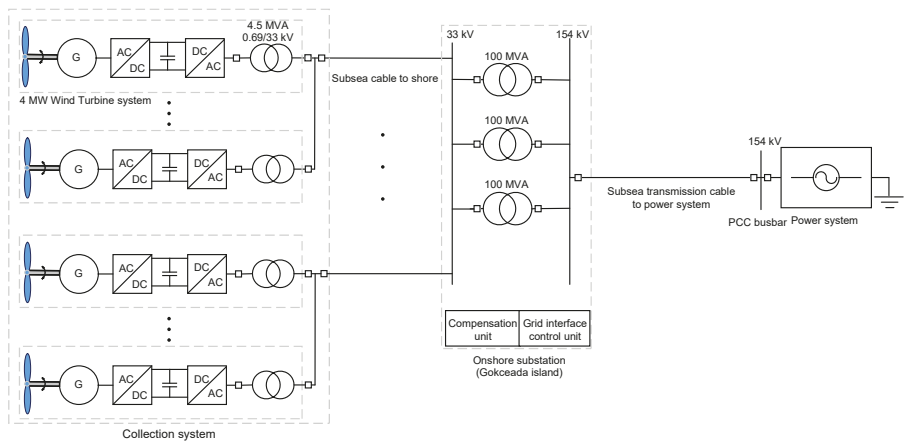 4.5 MVA
0.69/33 kV
G
AC
DC
DC
AC
4 MW Wind Turbine system
G
AC
DC
DC
AC
G
AC
DC
DC
AC
G
AC
DC
DC
AC
Collection system
Subsea cable to shore
33 kV
154 kV
100 MVA
100 MVA
100 MVA
Compensation
unit
Grid interface
control unit
Onshore substation
(Gokceada island)
Subsea transmission cable
to power system
154 kV
PCC busbar
Power system